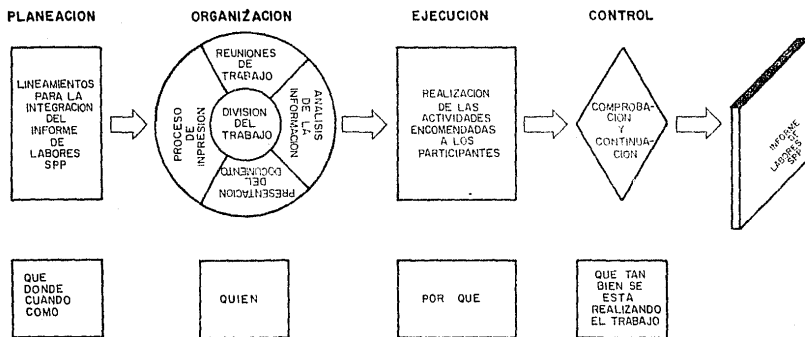 PLANEACION
ORGANIZACION
EJECUCION
CONTROL
LINEAMIENTOS
PARA LA
INTEGRACION
DEL
INFORME
DE
LABORES
SPP
REUNIONES
DE
TRABAJO
ANALISIS
DE LA
INFORMACION
PRESENTACION
DEL
DOCUMENTO
PROCESO
DE
INPRESION
DIVISION
DEL
TRABAJO
REALIZACION
DE LAS
ACTIVIDADES
ENCOMENDADAS
A LOS
PARTICIPANTES
COMPROBA-
CION
Y
CONTINUA-
CION
INFORME
DE
LABORES
SPP
QUE
DONDE
CUANDO
COMO
QUIEN
POR QUE
QUE TAN
BIEN SE
ESTA
REALIZANDO
EL TRABAJO